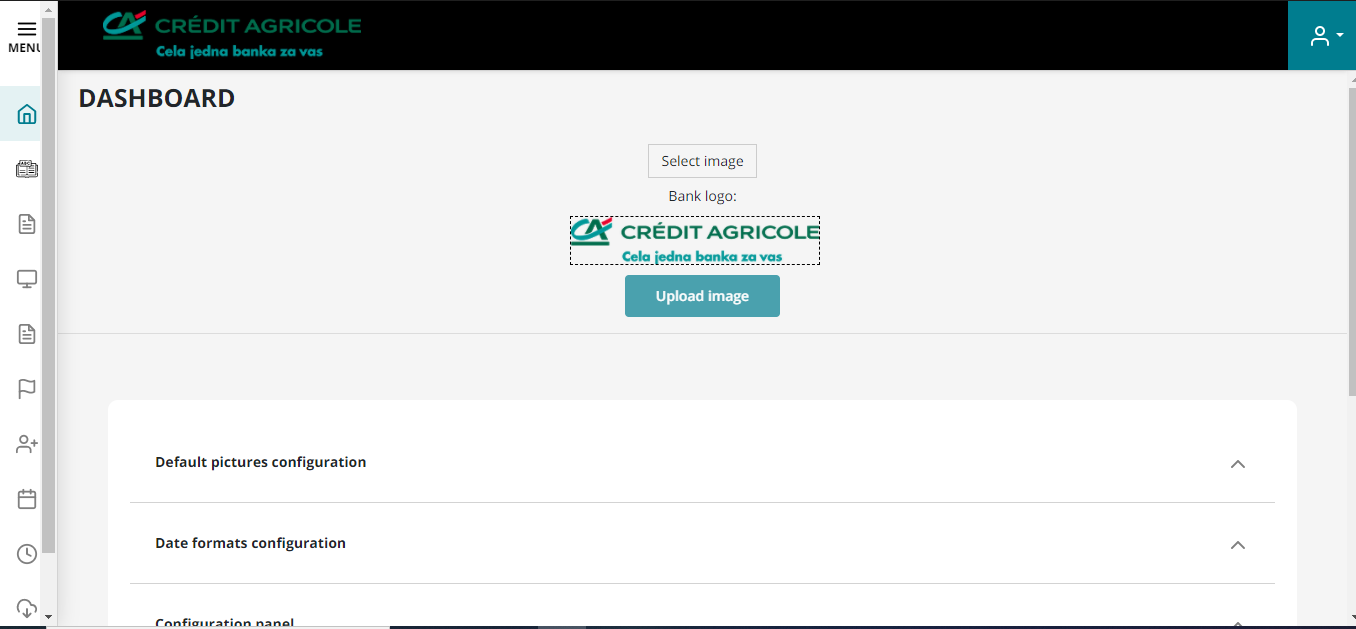 MENU
CRÉDIT AGRICOLE
Cela jedna banka za vas
DASHBOARD
Select image
Bank logo:
CRÉDIT AGRICOLE
Cela jedna banka za vas
Upload image
Default pictures configuration
Date formats configuration
Configuration panel